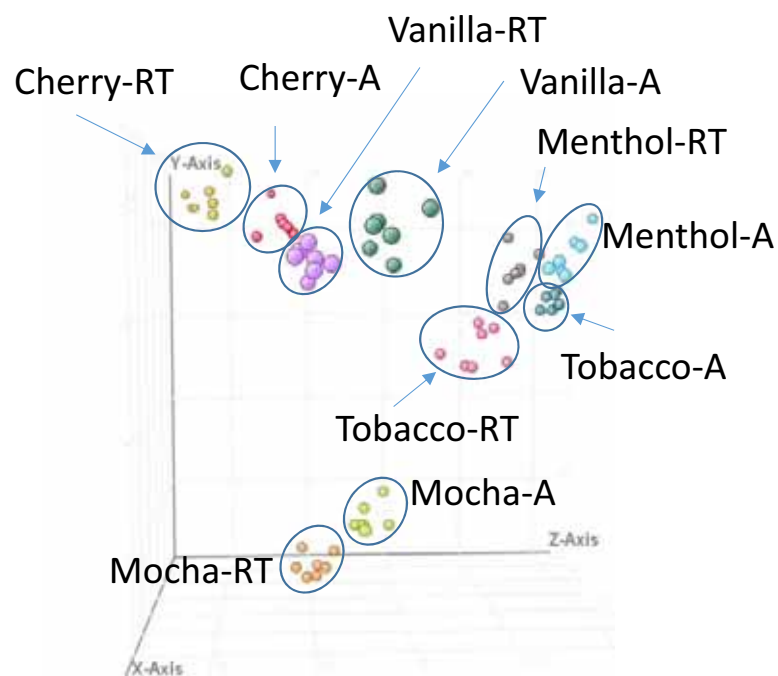 Vanilla-RT
Cherry-RT
Cherry-A
Vanilla-A
Menthol-RT
Y-Axis
Menthol-A
Tobacco-A
Tobacco-RT
Mocha-A
Z-Axis
Mocha-RT
X-Axis